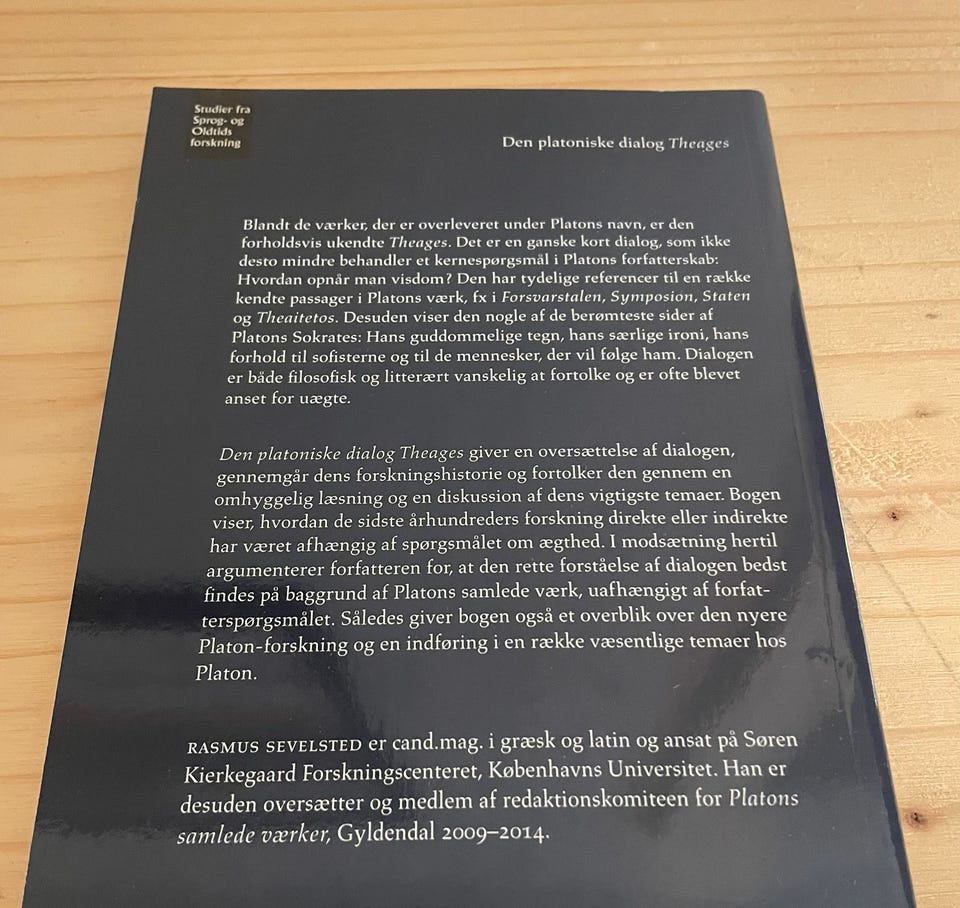 Studier fra
Sprog- og
Oldtids
forskning
Den platoniske dialog Theages
Blandt de værker, der er overleveret under Platons navn, er den
forholdsvis ukendte Theages. Det er en ganske kort dialog, som ikke
desto mindre behandler et kernespørgsmål i Platons forfatterskab:
Hvordan opnår man visdom? Den har tydelige referencer til en række
kendte passager i Platons værk, fx i Forsvarstalen, Symposion, Staten
og Theaitetos. Desuden viser den nogle af de berømteste sider af
Platons Sokrates: Hans guddommelige tegn, hans særlige ironi, hans
forhold til sofisterne og til de mennesker, der vil følge ham. Dialogen
er både filosofisk og litterært vanskelig at fortolke og er ofte blevet
anset for uægte.
Den platoniske dialog Theages giver en oversættelse af dialogen,
gennemgår dens forskningshistorie og fortolker den gennem en
omhyggelig læsning og en diskussion af dens vigtigste temaer. Bogen
viser, hvordan de sidste århundreders forskning direkte eller indirekte
har været afhængig af spørgsmålet om ægthed. I modsætning hertil
argumenterer forfatteren for, at den rette forståelse af dialogen bedst
findes på baggrund af Platons samlede værk, uafhængigt af forfat-
terspørgsmålet. Således giver bogen også et overblik over den nyere
Platon-forskning og en indføring i en række væsentlige temaer hos
Platon.
RASMUS SEVELSTED er cand.mag. i græsk og latin og ansat på Søren
Kierkegaard Forskningscenteret, Københavns Universitet. Han er
desuden oversætter og medlem af redaktionskomiteen for Platons
samlede værker, Gyldendal 2009–2014.